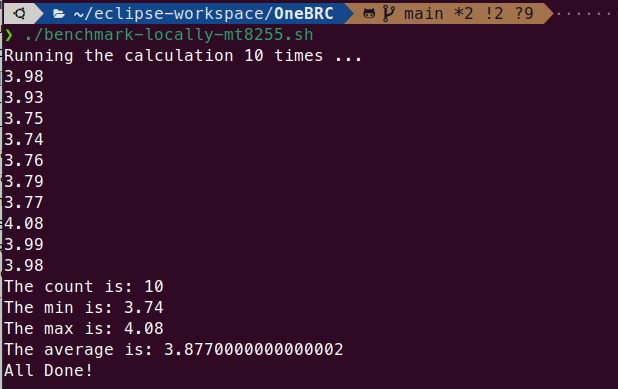 ~/eclipse-workspace/OneBRC main *2 !2 ?9
❯ ./benchmark-locally-mt8255.sh
Running the calculation 10 times ...
3.98
3.93
3.75
3.74
3.76
3.79
3.77
4.08
3.99
3.98
The count is: 10
The min is: 3.74
The max is: 4.08
The average is: 3.8770000000000002
All Done!